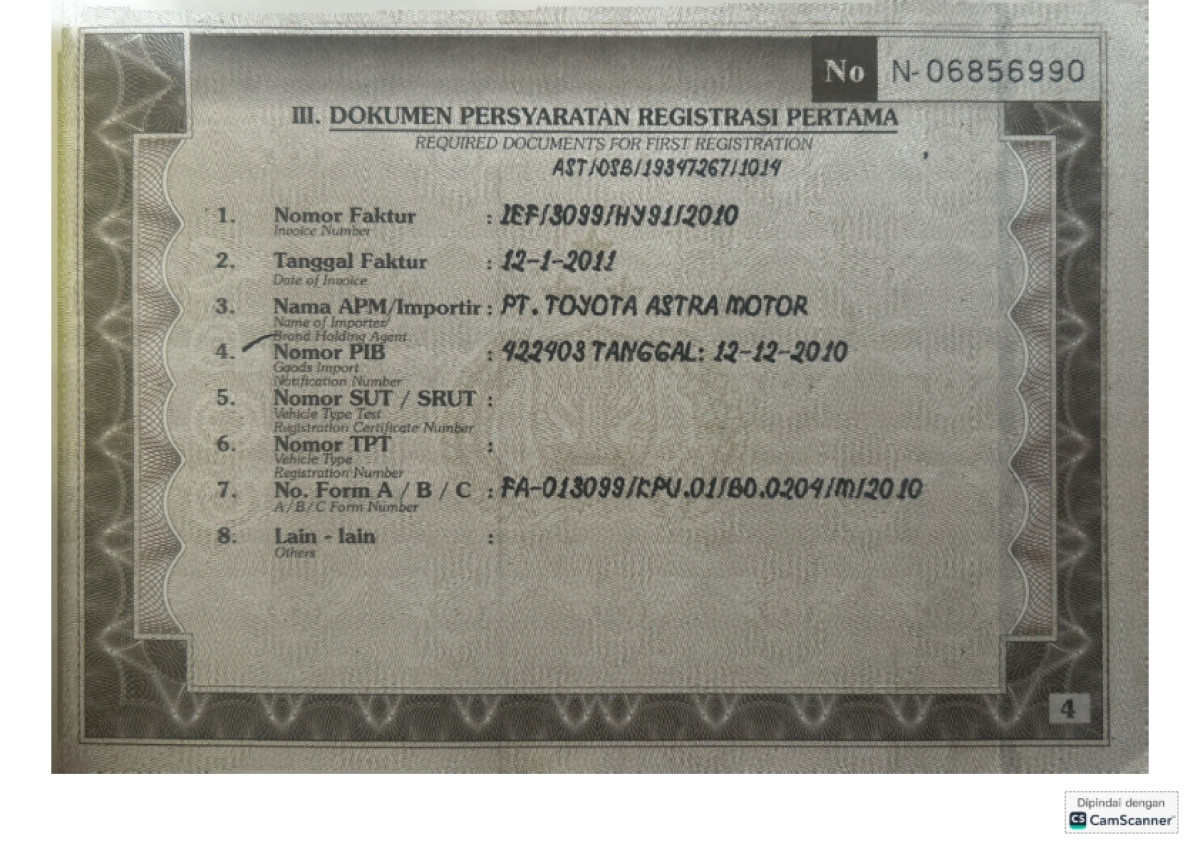 No N-06856990
III. DOKUMEN PERSYARATAN REGISTRASI PERTAMA
REQUIRED DOCUMENTS FOR FIRST REGISTRATION
AST/OSB/19347267/1014
1. Nomor Faktur : IEF/3099/HY91/2010
Invoice Number
2. Tanggal Faktur : 12-1-2011
Date of Invoice
3. Nama APM/Importir : PT. TOYOTA ASTRA MOTOR
Name of Importer/
Brand Holding Agent
4. Nomor PIB : 422403 TANGGAL: 12-12-2010
Goods Import
Notification Number
5. Nomor SUT / SRUT :
Vehicle Type Test
Registration Certificate Number
6. Nomor TPT :
Vehicle Type
Registration Number
7. No. Form A / B / C : FA-013099/KPU.01/BD.0204/M/2010
A/B/C Form Number
8. Lain - lain :
Others
4
Dipindai dengan
CS CamScanner